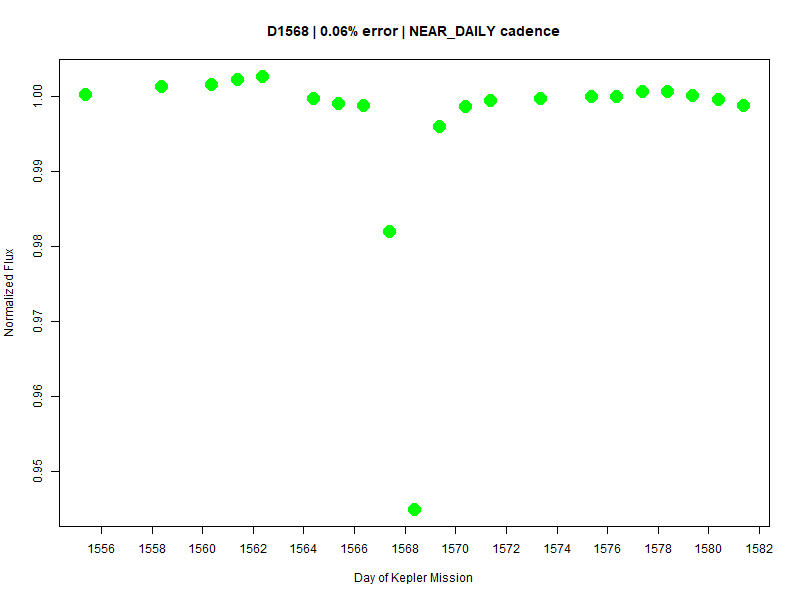 D1568 | 0.06% error | NEAR_DAILY cadence
Normalized Flux
1.00
0.99
0.98
0.97
0.96
0.95
1556 1558 1560 1562 1564 1566 1568 1570 1572 1574 1576 1578 1580 1582
Day of Kepler Mission